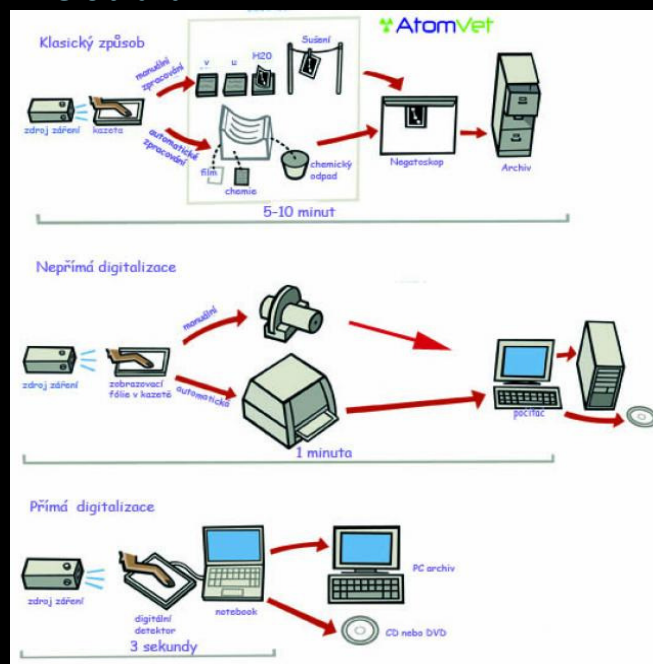 AtomVet
Klasický způsob
manuální
zpracování
v
u
H2O
Sušení
zdroj záření
kazeta
automatické
zpracování
film
chemie
chemický
odpad
Negatoskop
Archiv
5-10 minut
Nepřímá digitalizace
manuální
zdroj záření
zobrazovací
fólie v kazetě
automatická
počítač
1 minuta
Přímá digitalizace
zdroj záření
digitální
detektor
notebook
PC archiv
CD nebo DVD
3 sekundy